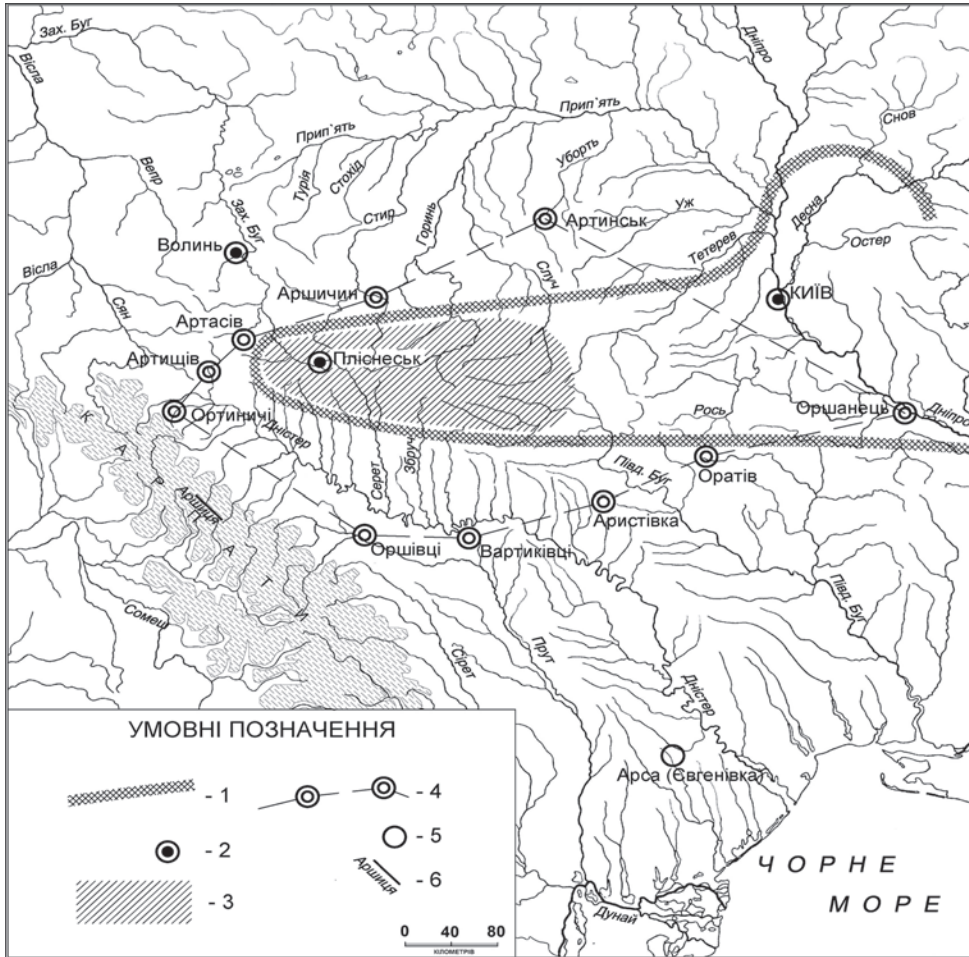 Зах. Буг
Вісла
Дніпро
Прип`ять
Снов
Прип`ять
Турія
Стохід
Вепр
Уборть
Стир
Горинь
Артинськ
Уж
Десна
Зах. Буг
Волинь
Остер
Тетерев
Случ
Вісла
Сян
Аршичин
КИЇВ
Артасів
Артищів
Пліснеськ
Ортиничі
Дністер
Рось
Оршанець
Дніпро
КАРПАТИ
Серет
Збруч
Півд. Буг
Оратів
Аршиця
Аристівка
Оршівці
Вартиківці
Півд. Буг
Сомеш
Сірет
Прут
Дністер
Арса (Євгенівка)
УМОВНІ ПОЗНАЧЕННЯ
- 1
- 4
- 2
- 5
- 3
Аршиця
- 6
0 40 80
КІЛОМЕТРІВ
Дунай
ЧОРНЕ
МОРЕ